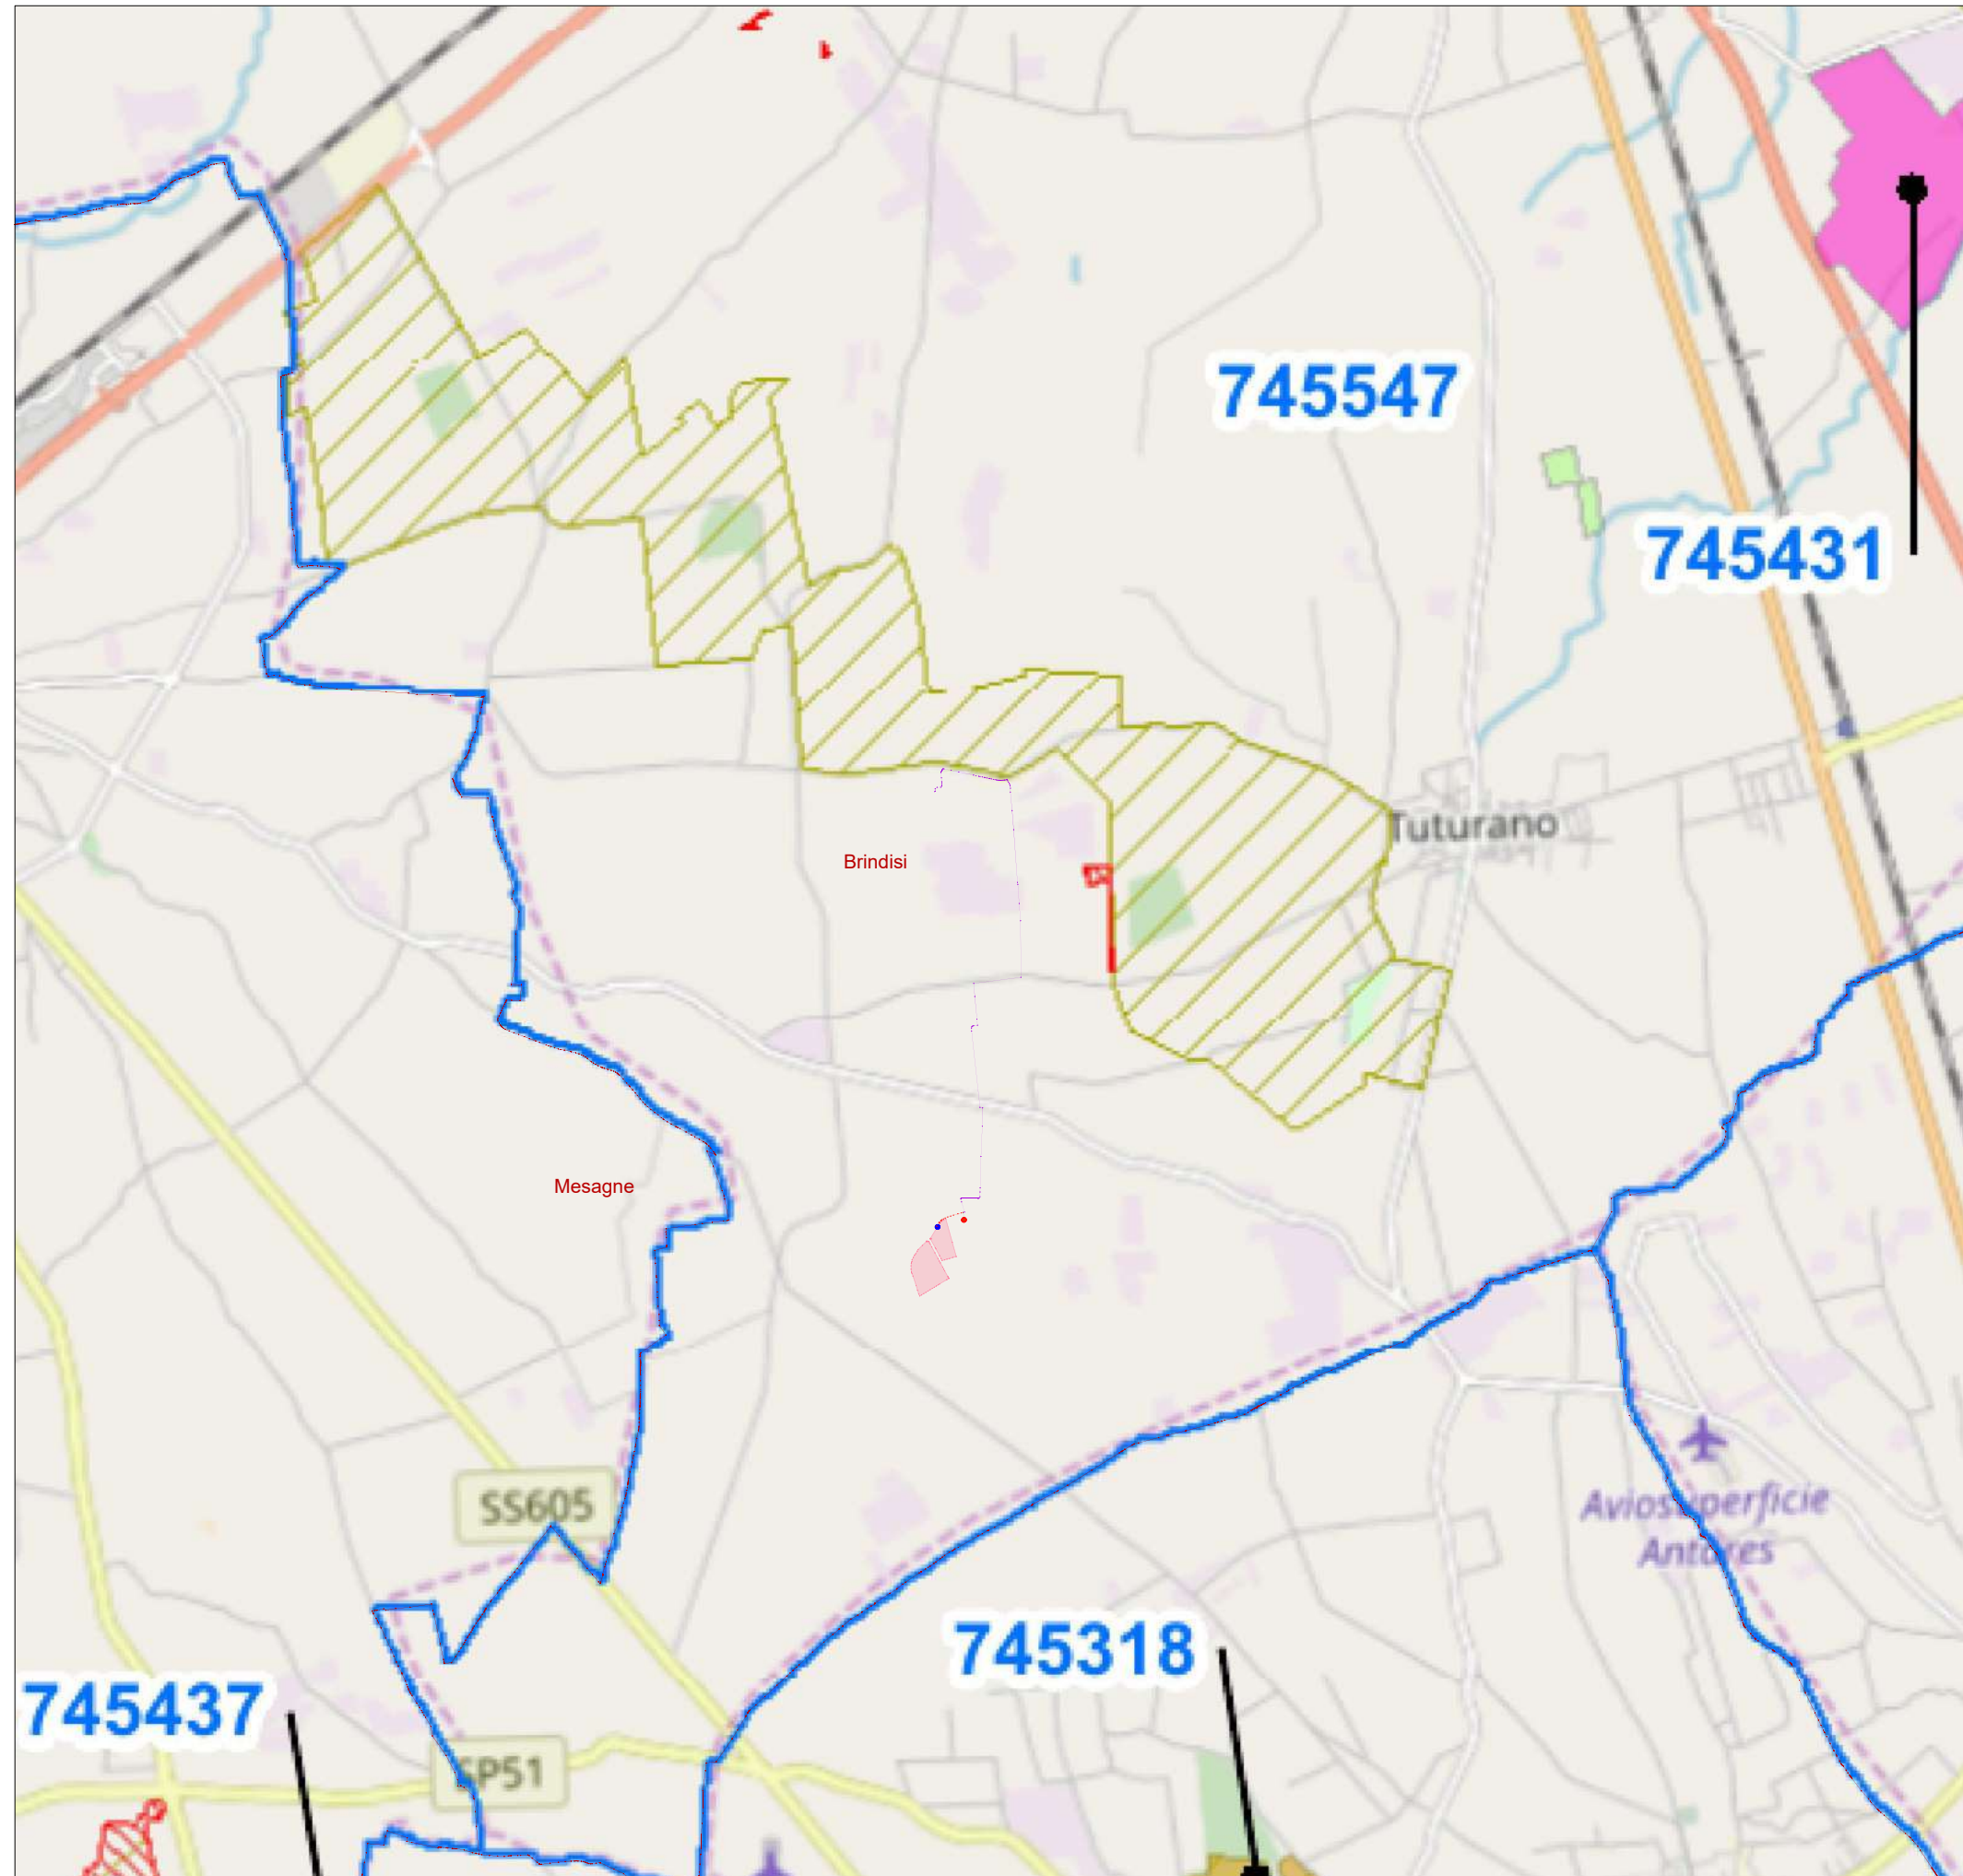 745547
745431
Tuturano
Brindisi
Mesagne
SS605
Aviosuperficie
Antares
745318
745437
SP51